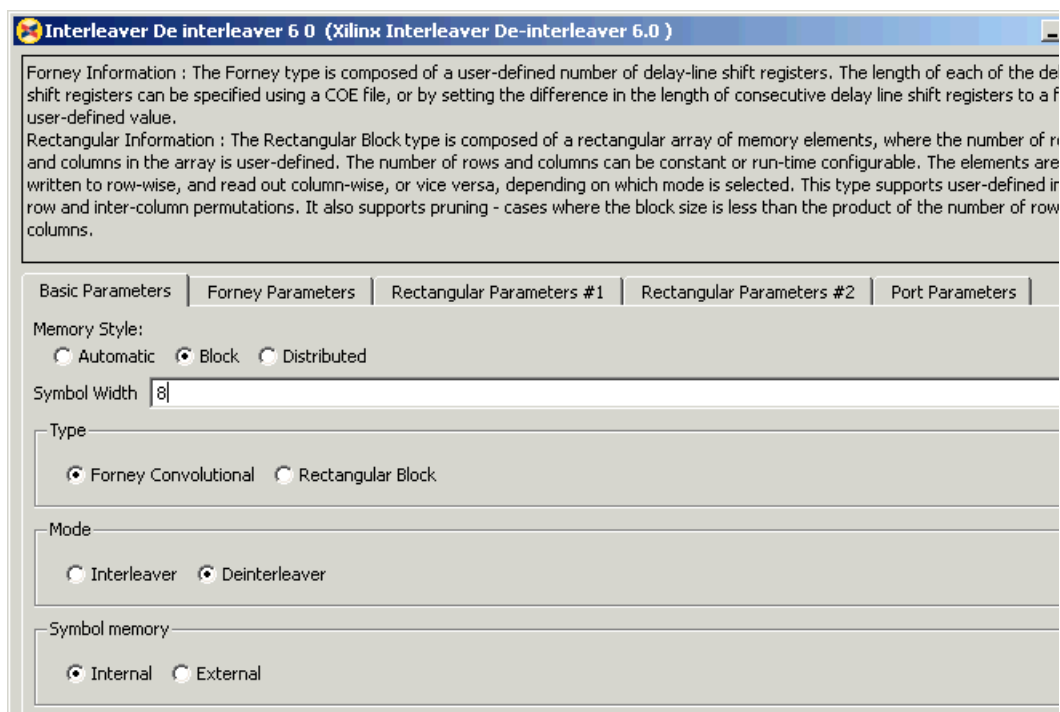 Interleaver De interleaver 6 0 (Xilinx Interleaver De-interleaver 6.0 )
Forney Information : The Forney type is composed of a user-defined number of delay-line shift registers. The length of each of the
shift registers can be specified using a COE file, or by setting the difference in the length of consecutive delay line shift registers to a
user-defined value.
Rectangular Information : The Rectangular Block type is composed of a rectangular array of memory elements, where the number of
and columns in the array is user-defined. The number of rows and columns can be constant or run-time configurable. The elements are
written to row-wise, and read out column-wise, or vice versa, depending on which mode is selected. This type supports user-defined
row and inter-column permutations. It also supports pruning - cases where the block size is less than the product of the number of row
columns.
Basic Parameters Forney Parameters Rectangular Parameters #1 Rectangular Parameters #2 Port Parameters
Memory Style:
Automatic Block Distributed
Symbol Width 8
Type
Forney Convolutional Rectangular Block
Mode
Interleaver Deinterleaver
Symbol memory
Internal External